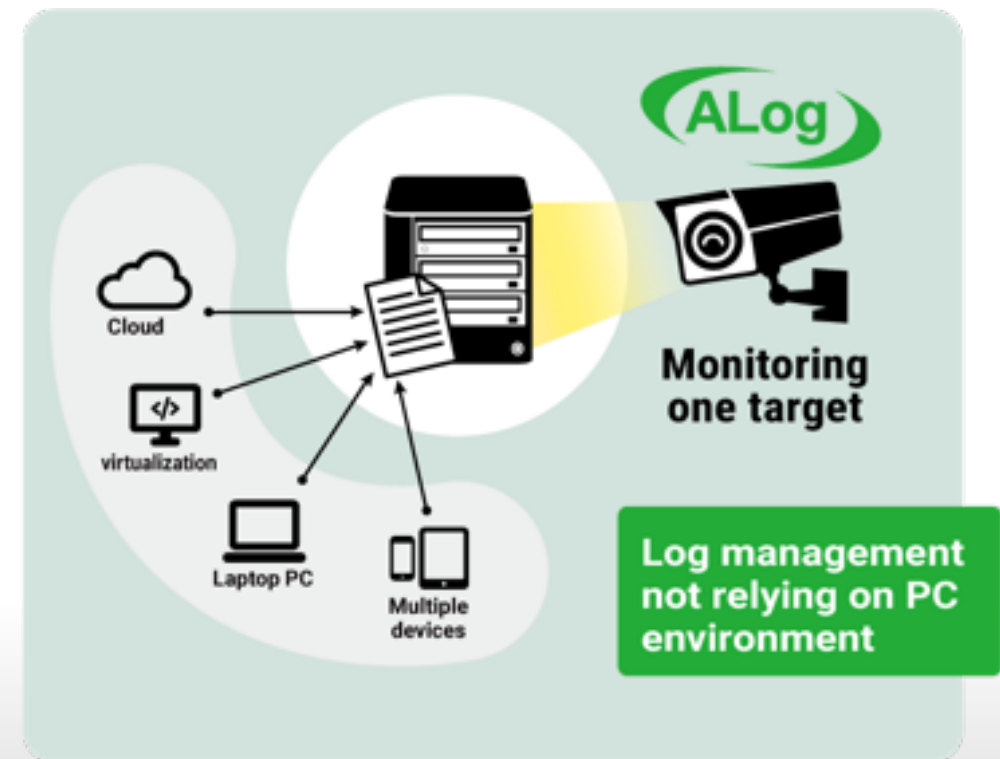 ALog
Cloud
</>
virtualization
Laptop PC
Multiple
devices
Monitoring
one target
Log management
not relying on PC
environment